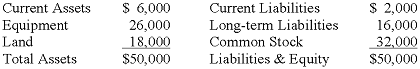 Current Assets $ 6,000 Current Liabilities $ 2,000
Equipment 26,000 Long-term Liabilities 16,000
Land 18,000 Common Stock 32,000
Total Assets $50,000 Liabilities & Equity $50,000